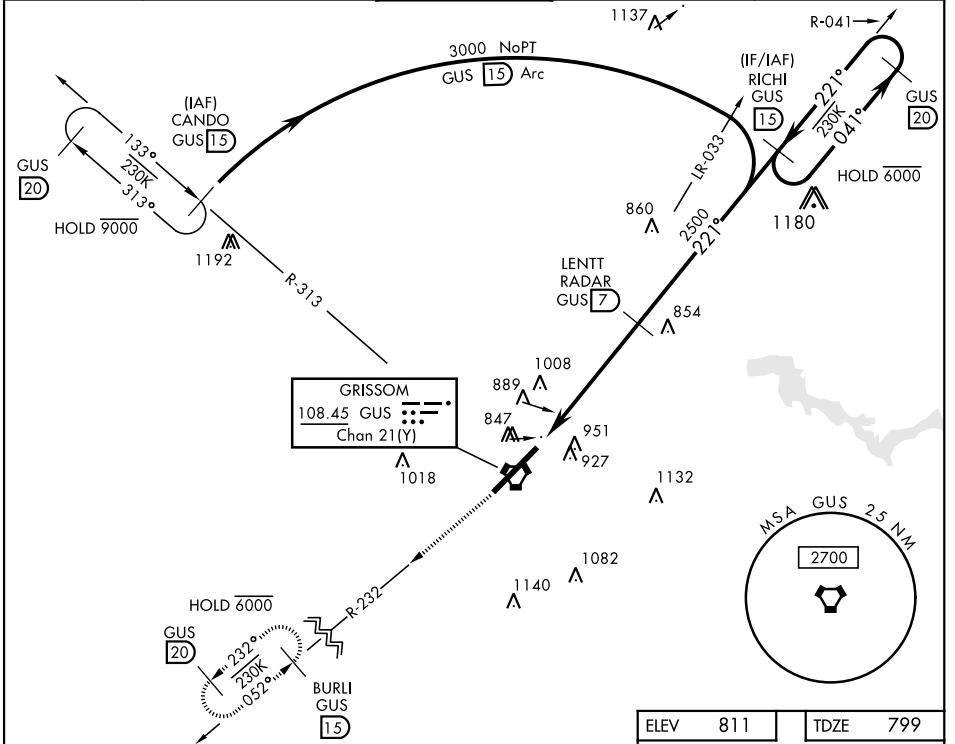 1137
R-041
3000 NoPT
GUS 15 Arc
(IF/IAF)
RICHI
GUS
15
221°
230K
041°
GUS
20
HOLD 6000
1180
(IAF)
CANDO
GUS 15
133°
230K
313°
GUS
20
HOLD 9000
1192
R-313
LR-033
860
2500
221°
LENTT
RADAR
GUS 7
854
GRISSOM
108.45 GUS
Chan 21(Y)
1008
889
847
951
927
1018
1132
1082
1140
MSA GUS 25 NM
2700
R-232
HOLD 6000
GUS
20
232°
230K
052°
BURLI
GUS
15
ELEV 811
TDZE 799